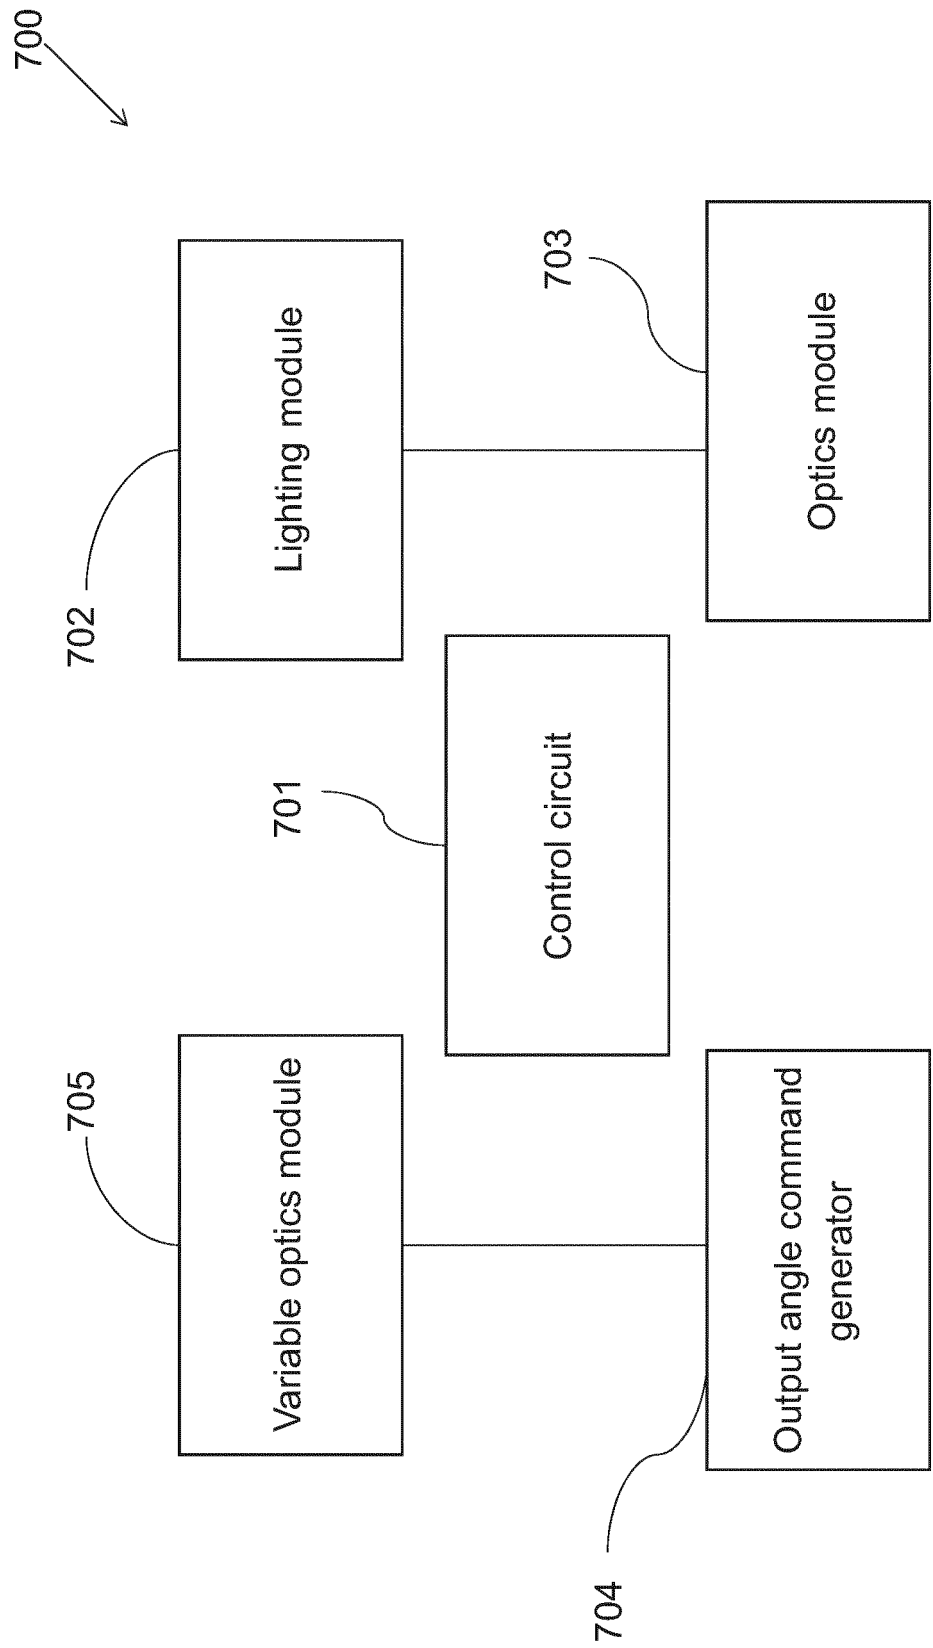 700
705
702
Variable optics module
701
Lighting module
Control circuit
703
704
Output angle command
generator
Optics module